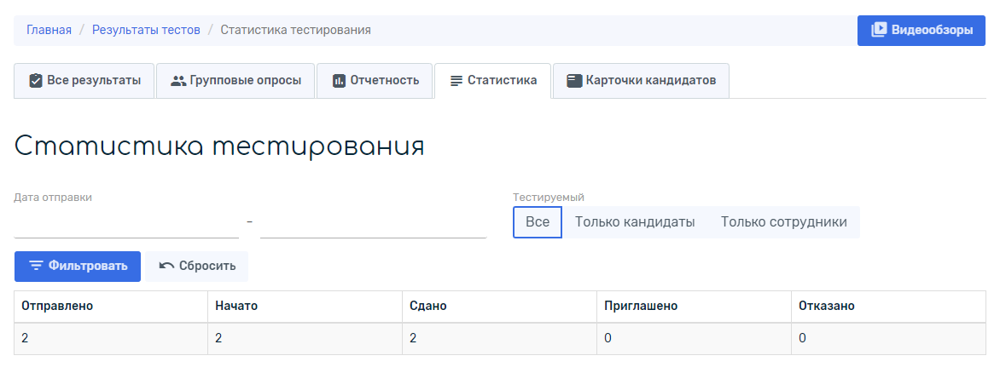 Главная / Результаты тестов / Статистика тестирования
Видеообзоры
Все результаты Групповые опросы Отчетность Статистика Карточки кандидатов
Статистика тестирования
Дата отправки Тестируемый
– Все Только кандидаты Только сотрудники
Фильтровать Сбросить
Отправлено Начато Сдано Приглашено Отказано
2 2 2 0 0